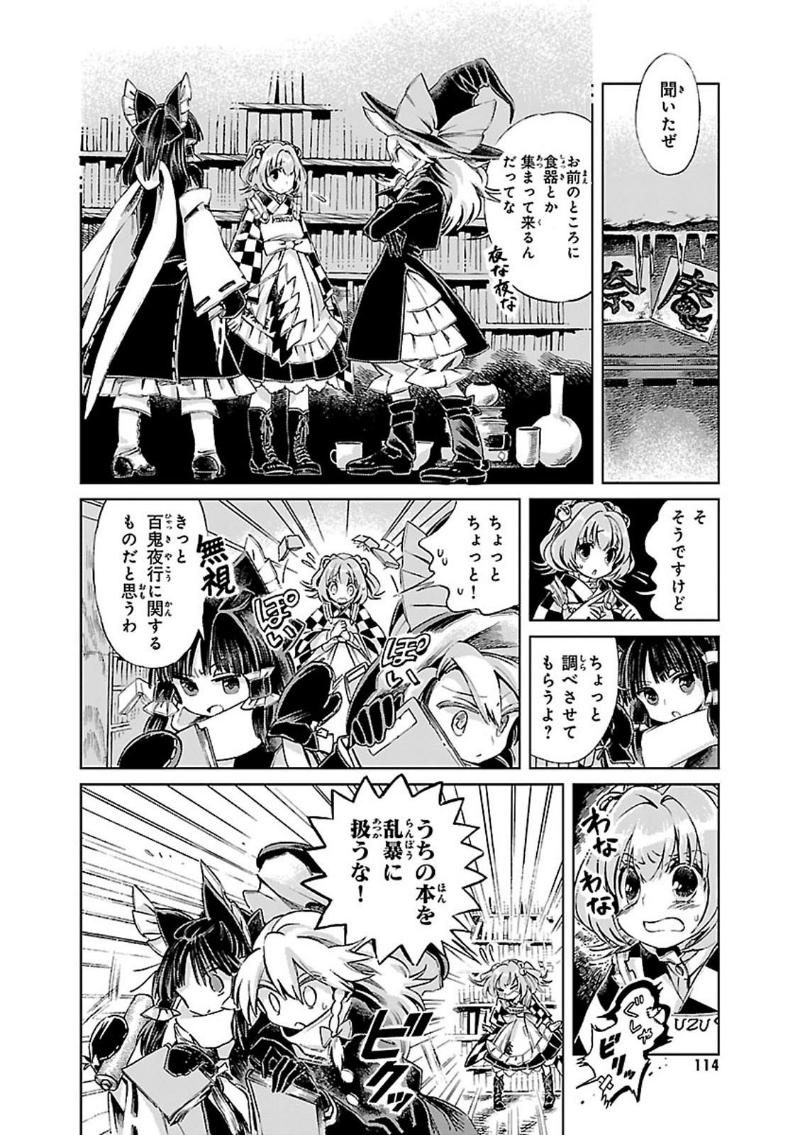 聞いたぜ
奈庵
お前のところに
食器とか
集まって来るん
だってな
夜な夜な
そ
そうですけど
ちょっと
調べさせて
もらうよ?
ちょっと
ちょっと!
ぽいっ
ぽい
無視
きっと
百鬼夜行に関する
ものだと思うわ
わな
わな
UZU
ぐしゃ
ビリッ
うちの本を
乱暴に
扱うな!
ビクッ
114